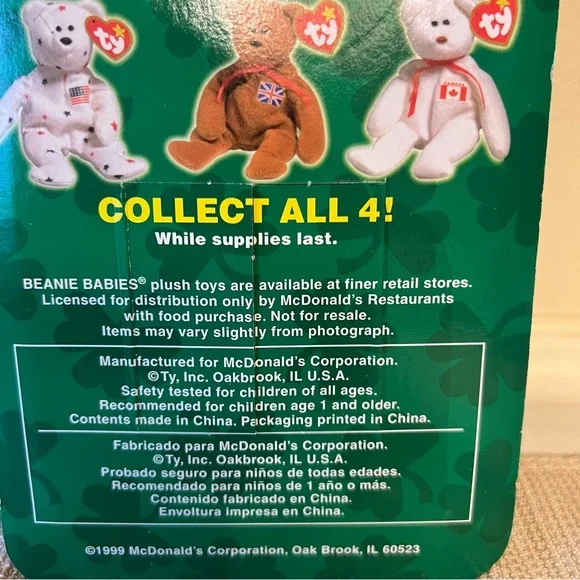 ty
ty
ty
COLLECT ALL 4!
While supplies last.
BEANIE BABIES® plush toys are available at finer retail stores.
Licensed for distribution only by McDonald's Restaurants
with food purchase. Not for resale.
Items may vary slightly from photograph.
Manufactured for McDonald's Corporation.
©Ty, Inc. Oakbrook, IL U.S.A.
Safety tested for children of all ages.
Recommended for children age 1 and older.
Contents made in China. Packaging printed in China.
Fabricado para McDonald's Corporation.
©Ty, Inc. Oakbrook, IL U.S.A.
Probado seguro para niños de todas edades.
Recomendado para niños de 1 año o más.
Contenido fabricado en China.
Envoltura impresa en China.
©1999 McDonald's Corporation, Oak Brook, IL 60523